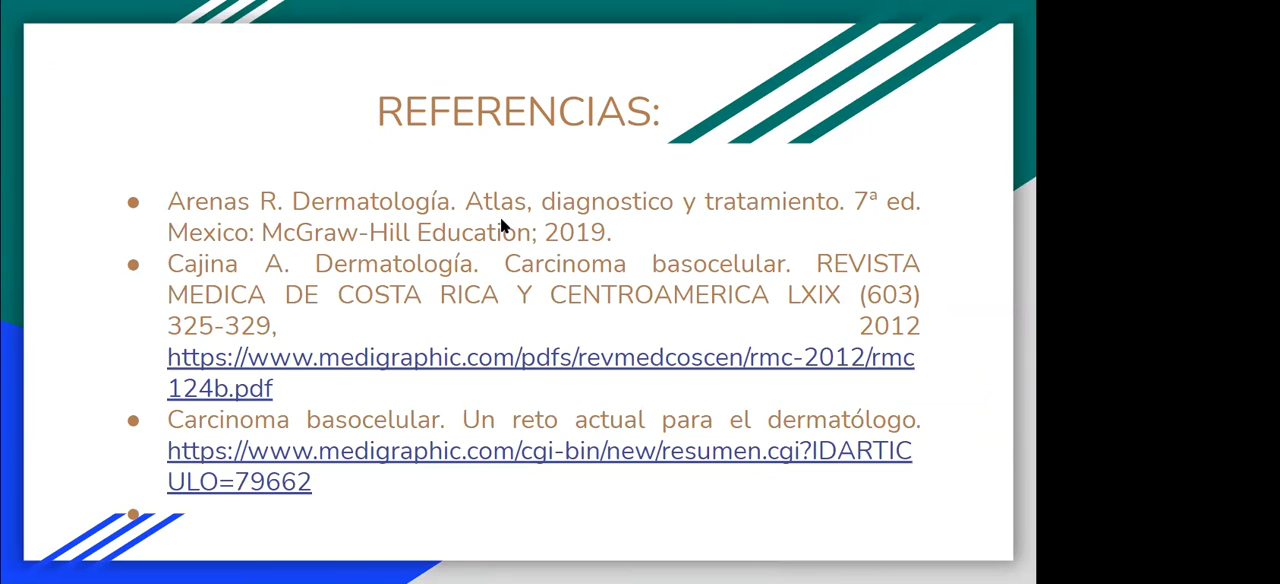 REFERENCIAS:
● Arenas R. Dermatología. Atlas, diagnostico y tratamiento. 7ª ed.
Mexico: McGraw-Hill Education; 2019.
● Cajina A. Dermatología. Carcinoma basocelular. REVISTA
MEDICA DE COSTA RICA Y CENTROAMERICA LXIX (603)
325-329, 2012
https://www.medigraphic.com/pdfs/revmedcoscen/rmc-2012/rmc
124b.pdf
● Carcinoma basocelular. Un reto actual para el dermatólogo.
https://www.medigraphic.com/cgi-bin/new/resumen.cgi?IDARTIC
ULO=79662
●